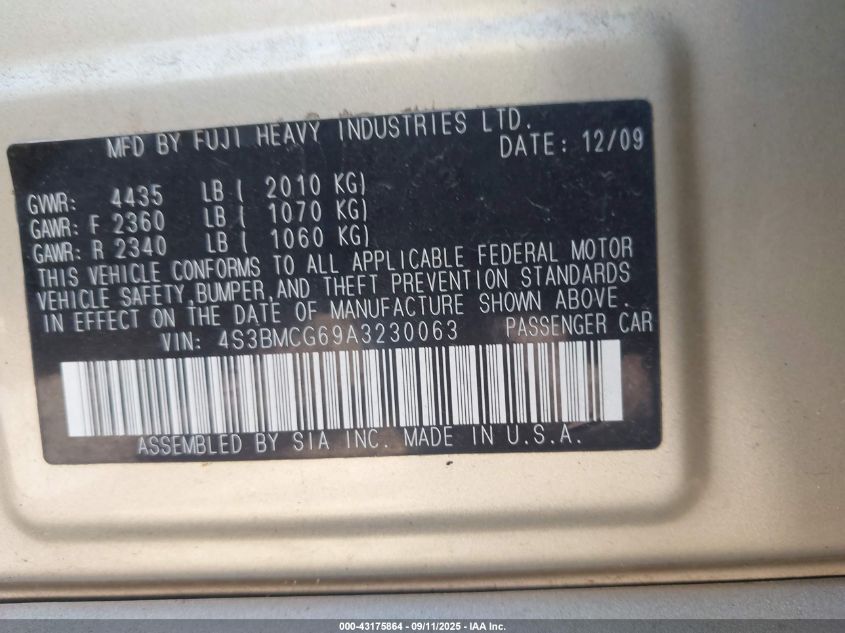 MFD BY FUJI HEAVY INDUSTRIES LTD.
DATE: 12/09
GVWR: 4435 LB ( 2010 KG)
GAWR: F 2360 LB ( 1070 KG)
GAWR: R 2340 LB ( 1060 KG)
THIS VEHICLE CONFORMS TO ALL APPLICABLE FEDERAL MOTOR
VEHICLE SAFETY,BUMPER,AND THEFT PREVENTION STANDARDS
IN EFFECT ON THE DATE OF MANUFACTURE SHOWN ABOVE.
VIN: 4S3BMCG69A3230063 PASSENGER CAR
ASSEMBLED BY SIA INC. MADE IN U.S.A.
000-43175864 - 09/11/2025 - IAA Inc.